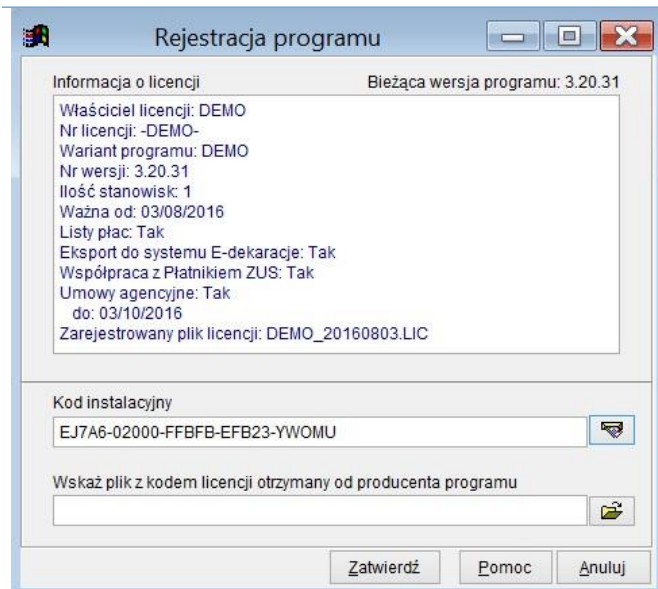 Rejestracja programu
Informacja o licencji Bieżąca wersja programu: 3.20.31
Właściciel licencji: DEMO
Nr licencji: -DEMO-
Wariant programu: DEMO
Nr wersji: 3.20.31
Ilość stanowisk: 1
Ważna od: 03/08/2016
Listy płac: Tak
Eksport do systemu E-dekaracje: Tak
Współpraca z Płatnikiem ZUS: Tak
Umowy agencyjne: Tak
do: 03/10/2016
Zarejestrowany plik licencji: DEMO_20160803.LIC
Kod instalacyjny
EJ7A6-02000-FFBFB-EFB23-YWOMU
Wskaż plik z kodem licencji otrzymany od producenta programu
Zatwierdź Pomoc Anuluj